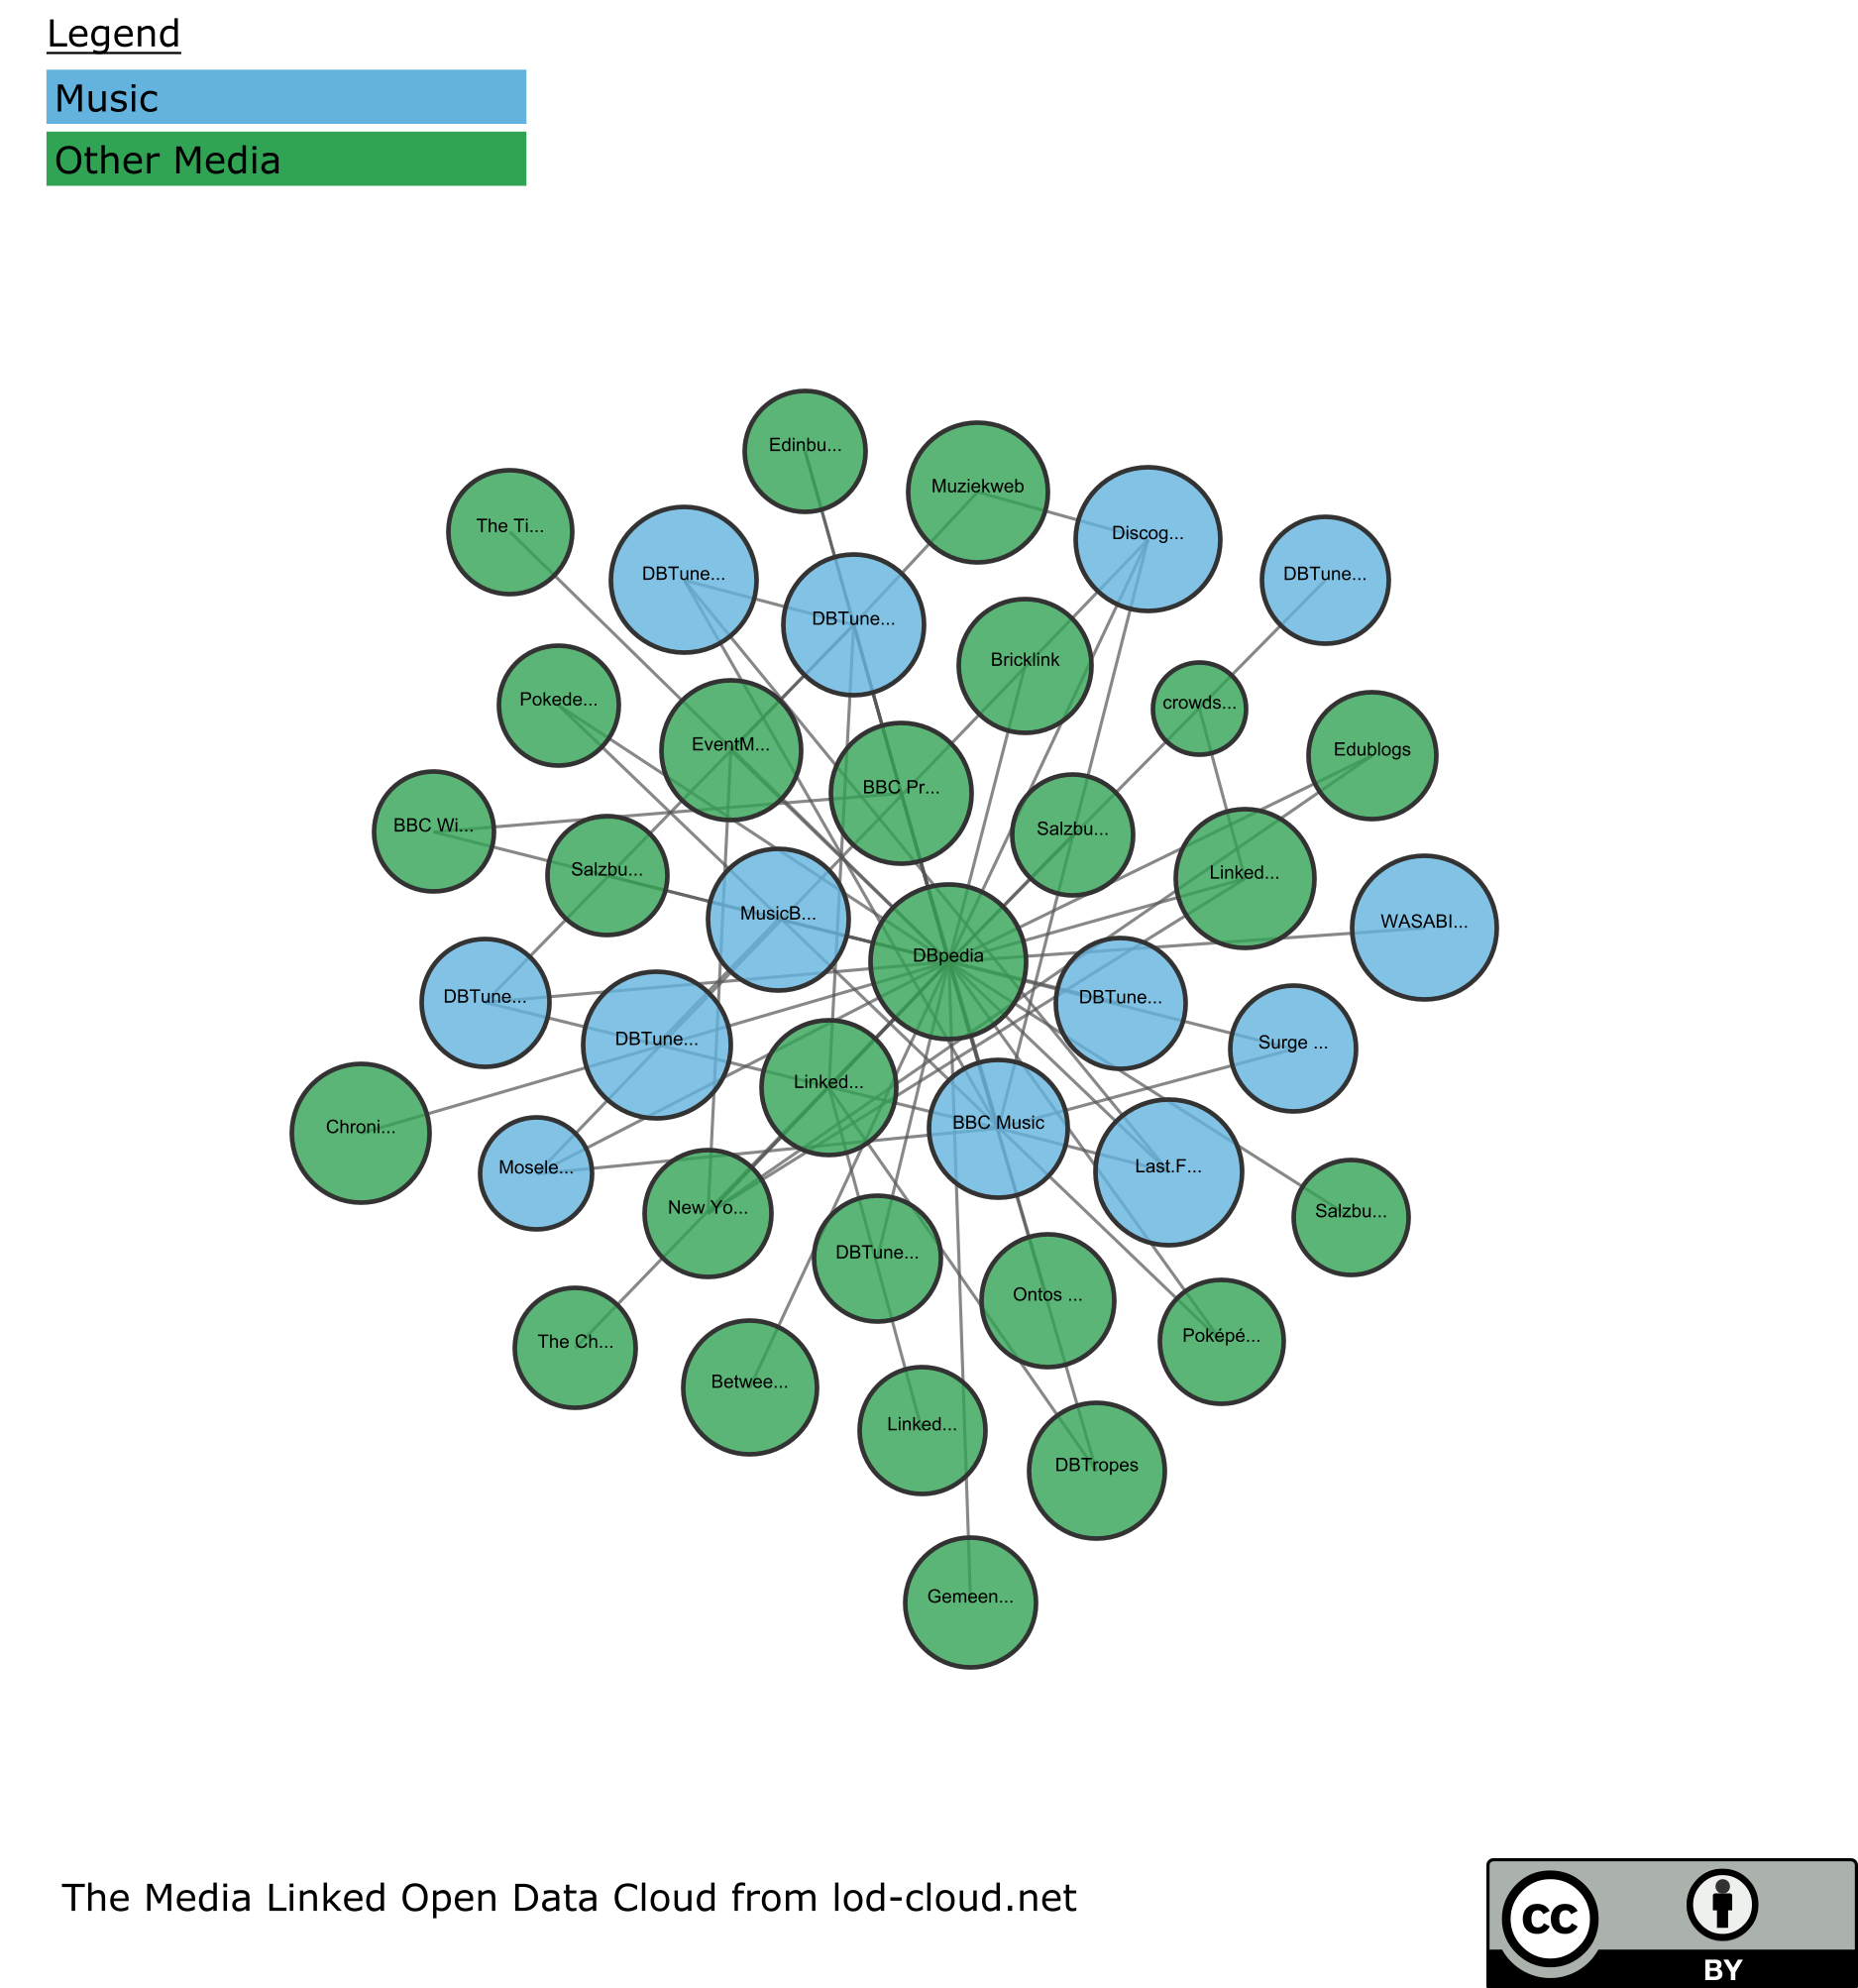 Legend
Music
Other Media
Edinbu...
Muziekweb
The Ti...
Discog...
DBTune...
DBTune...
DBTune...
Bricklink
Pokede...
crowds...
EventM...
Edublogs
BBC Pr...
BBC Wi...
Salzbu...
Salzbu...
Linked...
MusicB...
WASABI...
DBpedia
DBTune...
DBTune...
DBTune...
Surge ...
Linked...
Chroni...
BBC Music
Mosele...
Last.F...
New Yo...
Salzbu...
DBTune...
Ontos ...
The Ch...
Poképé...
Betwee...
Linked...
DBTropes
Gemeen...
The Media Linked Open Data Cloud from lod-cloud.net
cc
BY